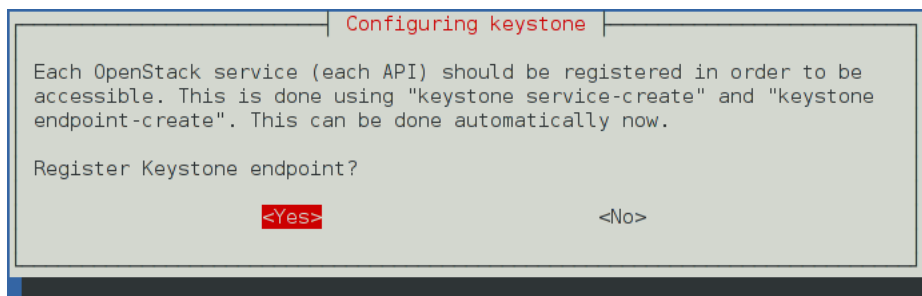 Configuring keystone
Each OpenStack service (each API) should be registered in order to be
accessible. This is done using "keystone service-create" and "keystone
endpoint-create". This can be done automatically now.
Register Keystone endpoint?
<Yes> <No>